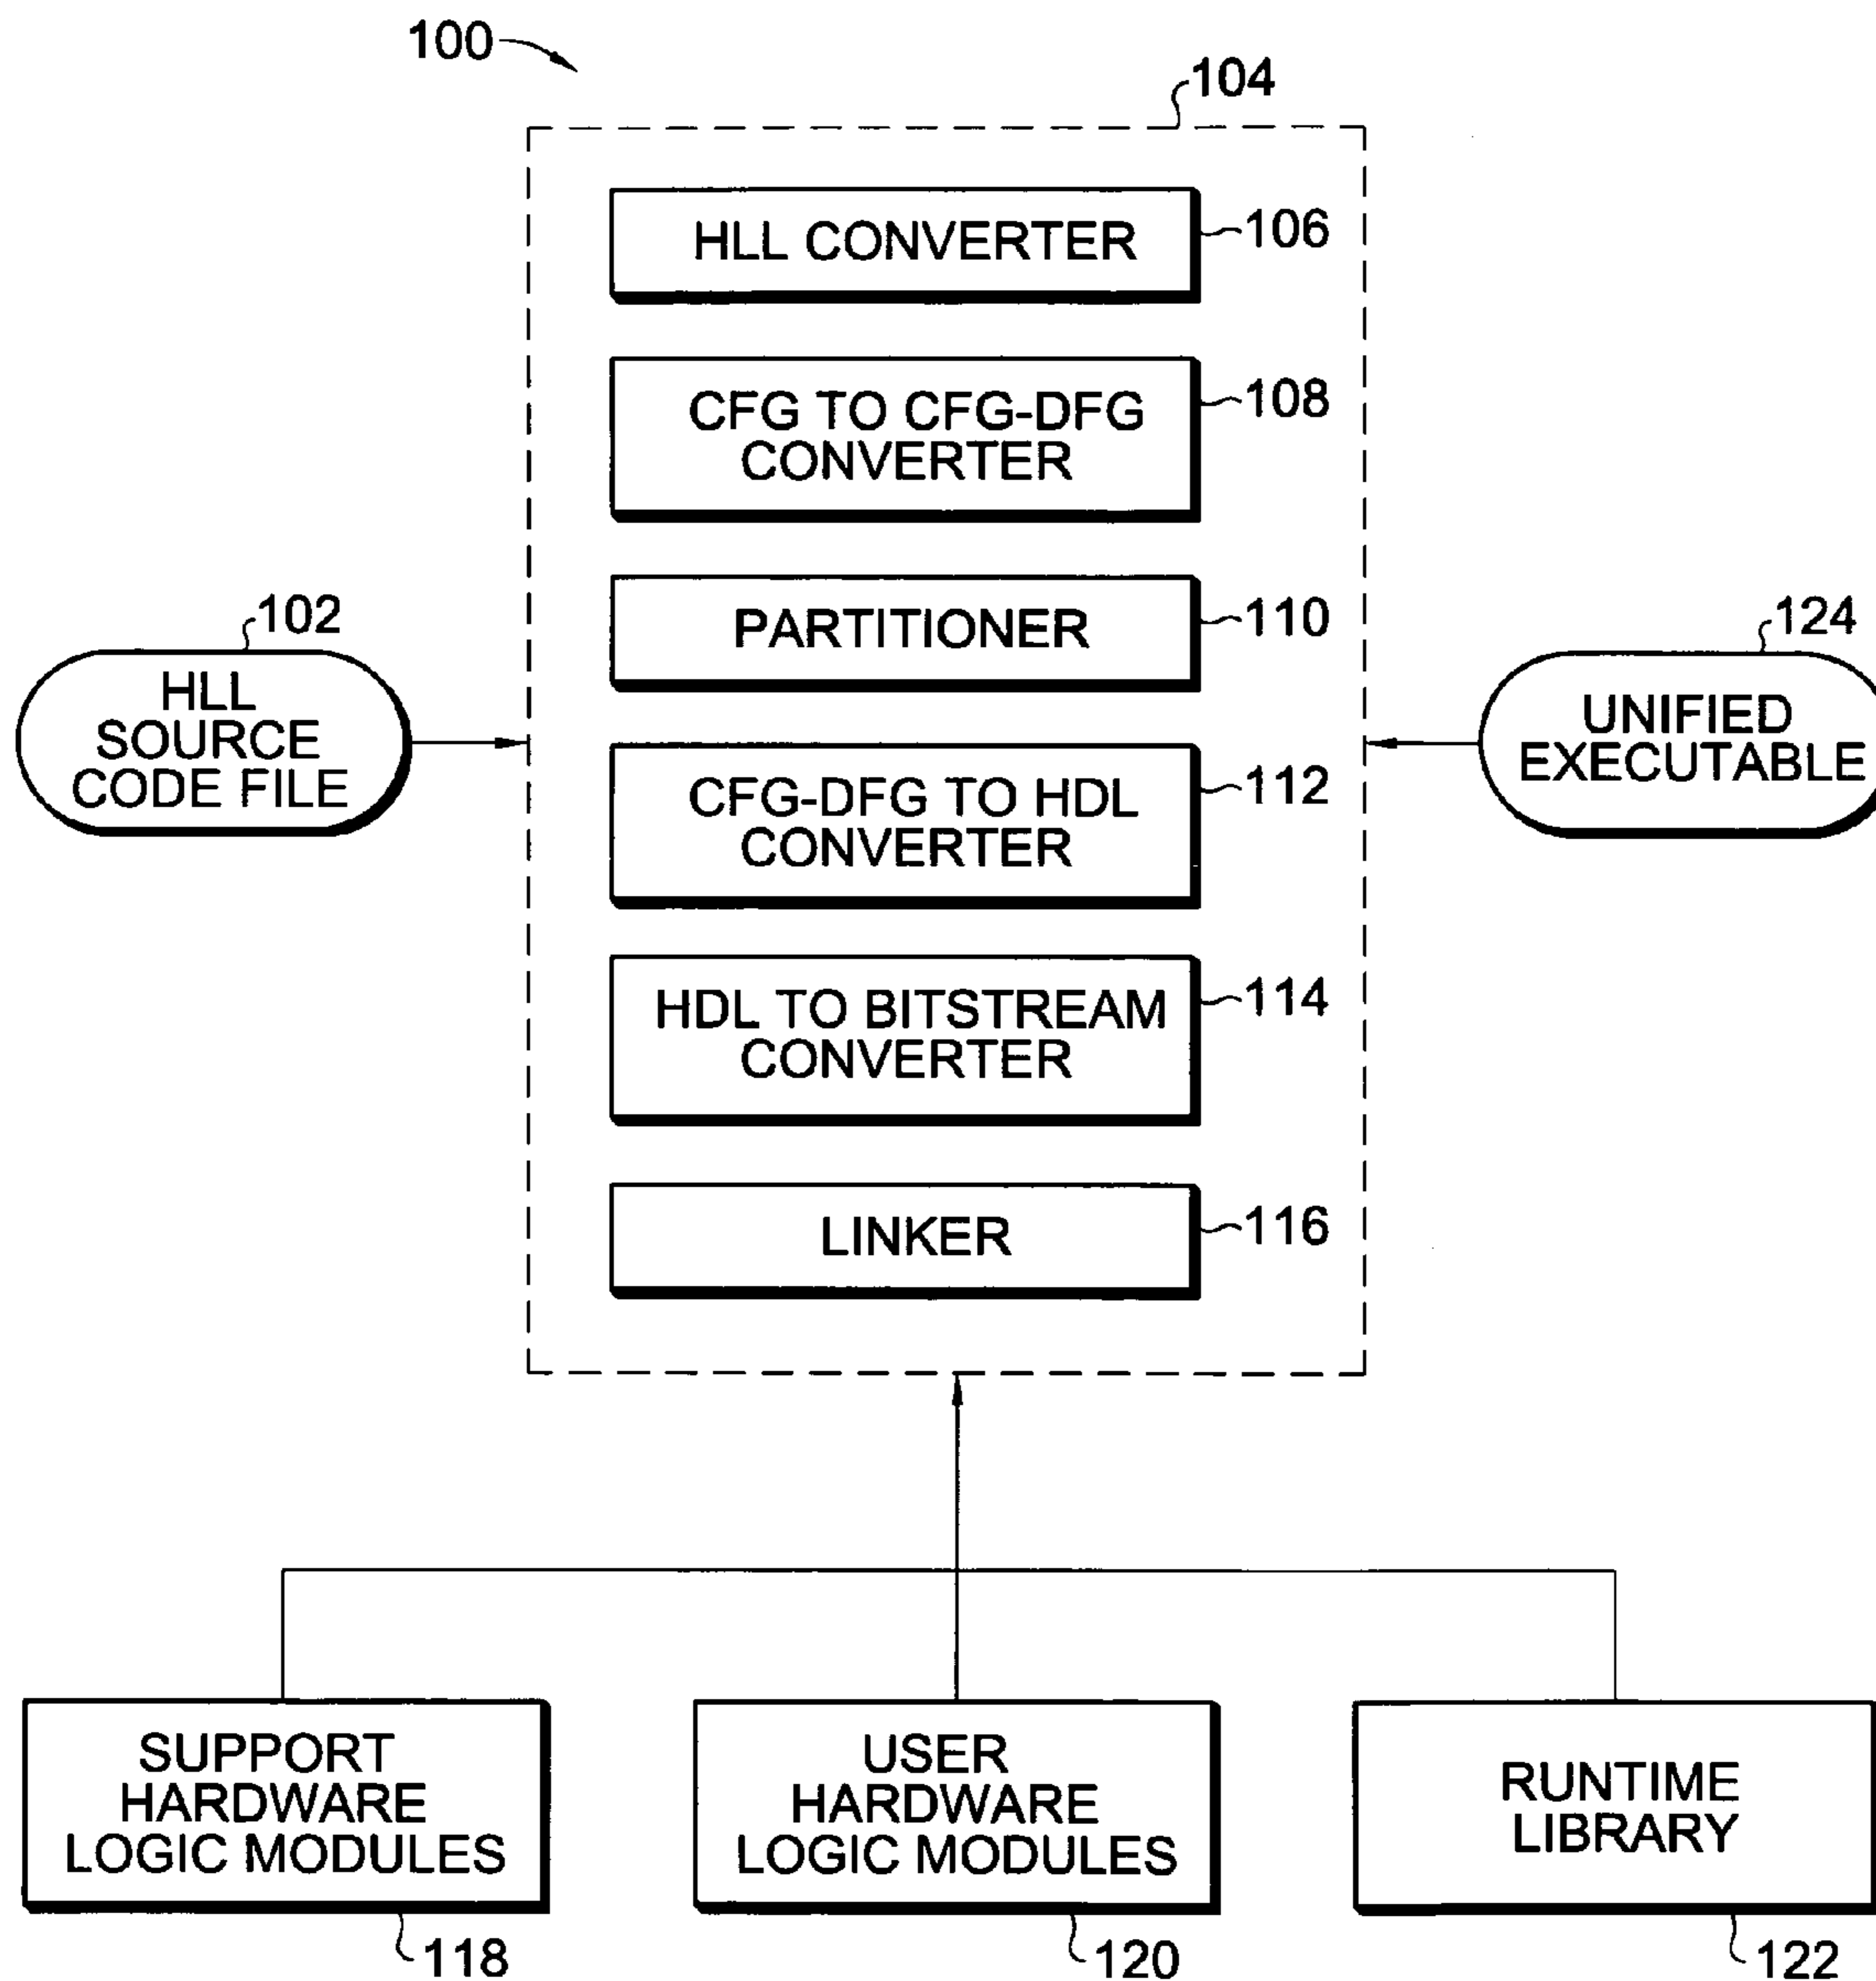 100
104
HLL CONVERTER
106
CFG TO CFG-DFG
CONVERTER
108
PARTITIONER
110
102
HLL
SOURCE
CODE FILE
124
UNIFIED
EXECUTABLE
CFG-DFG TO HDL
CONVERTER
112
HDL TO BITSTREAM
CONVERTER
114
LINKER
116
SUPPORT
HARDWARE
LOGIC MODULES
118
USER
HARDWARE
LOGIC MODULES
120
RUNTIME
LIBRARY
122